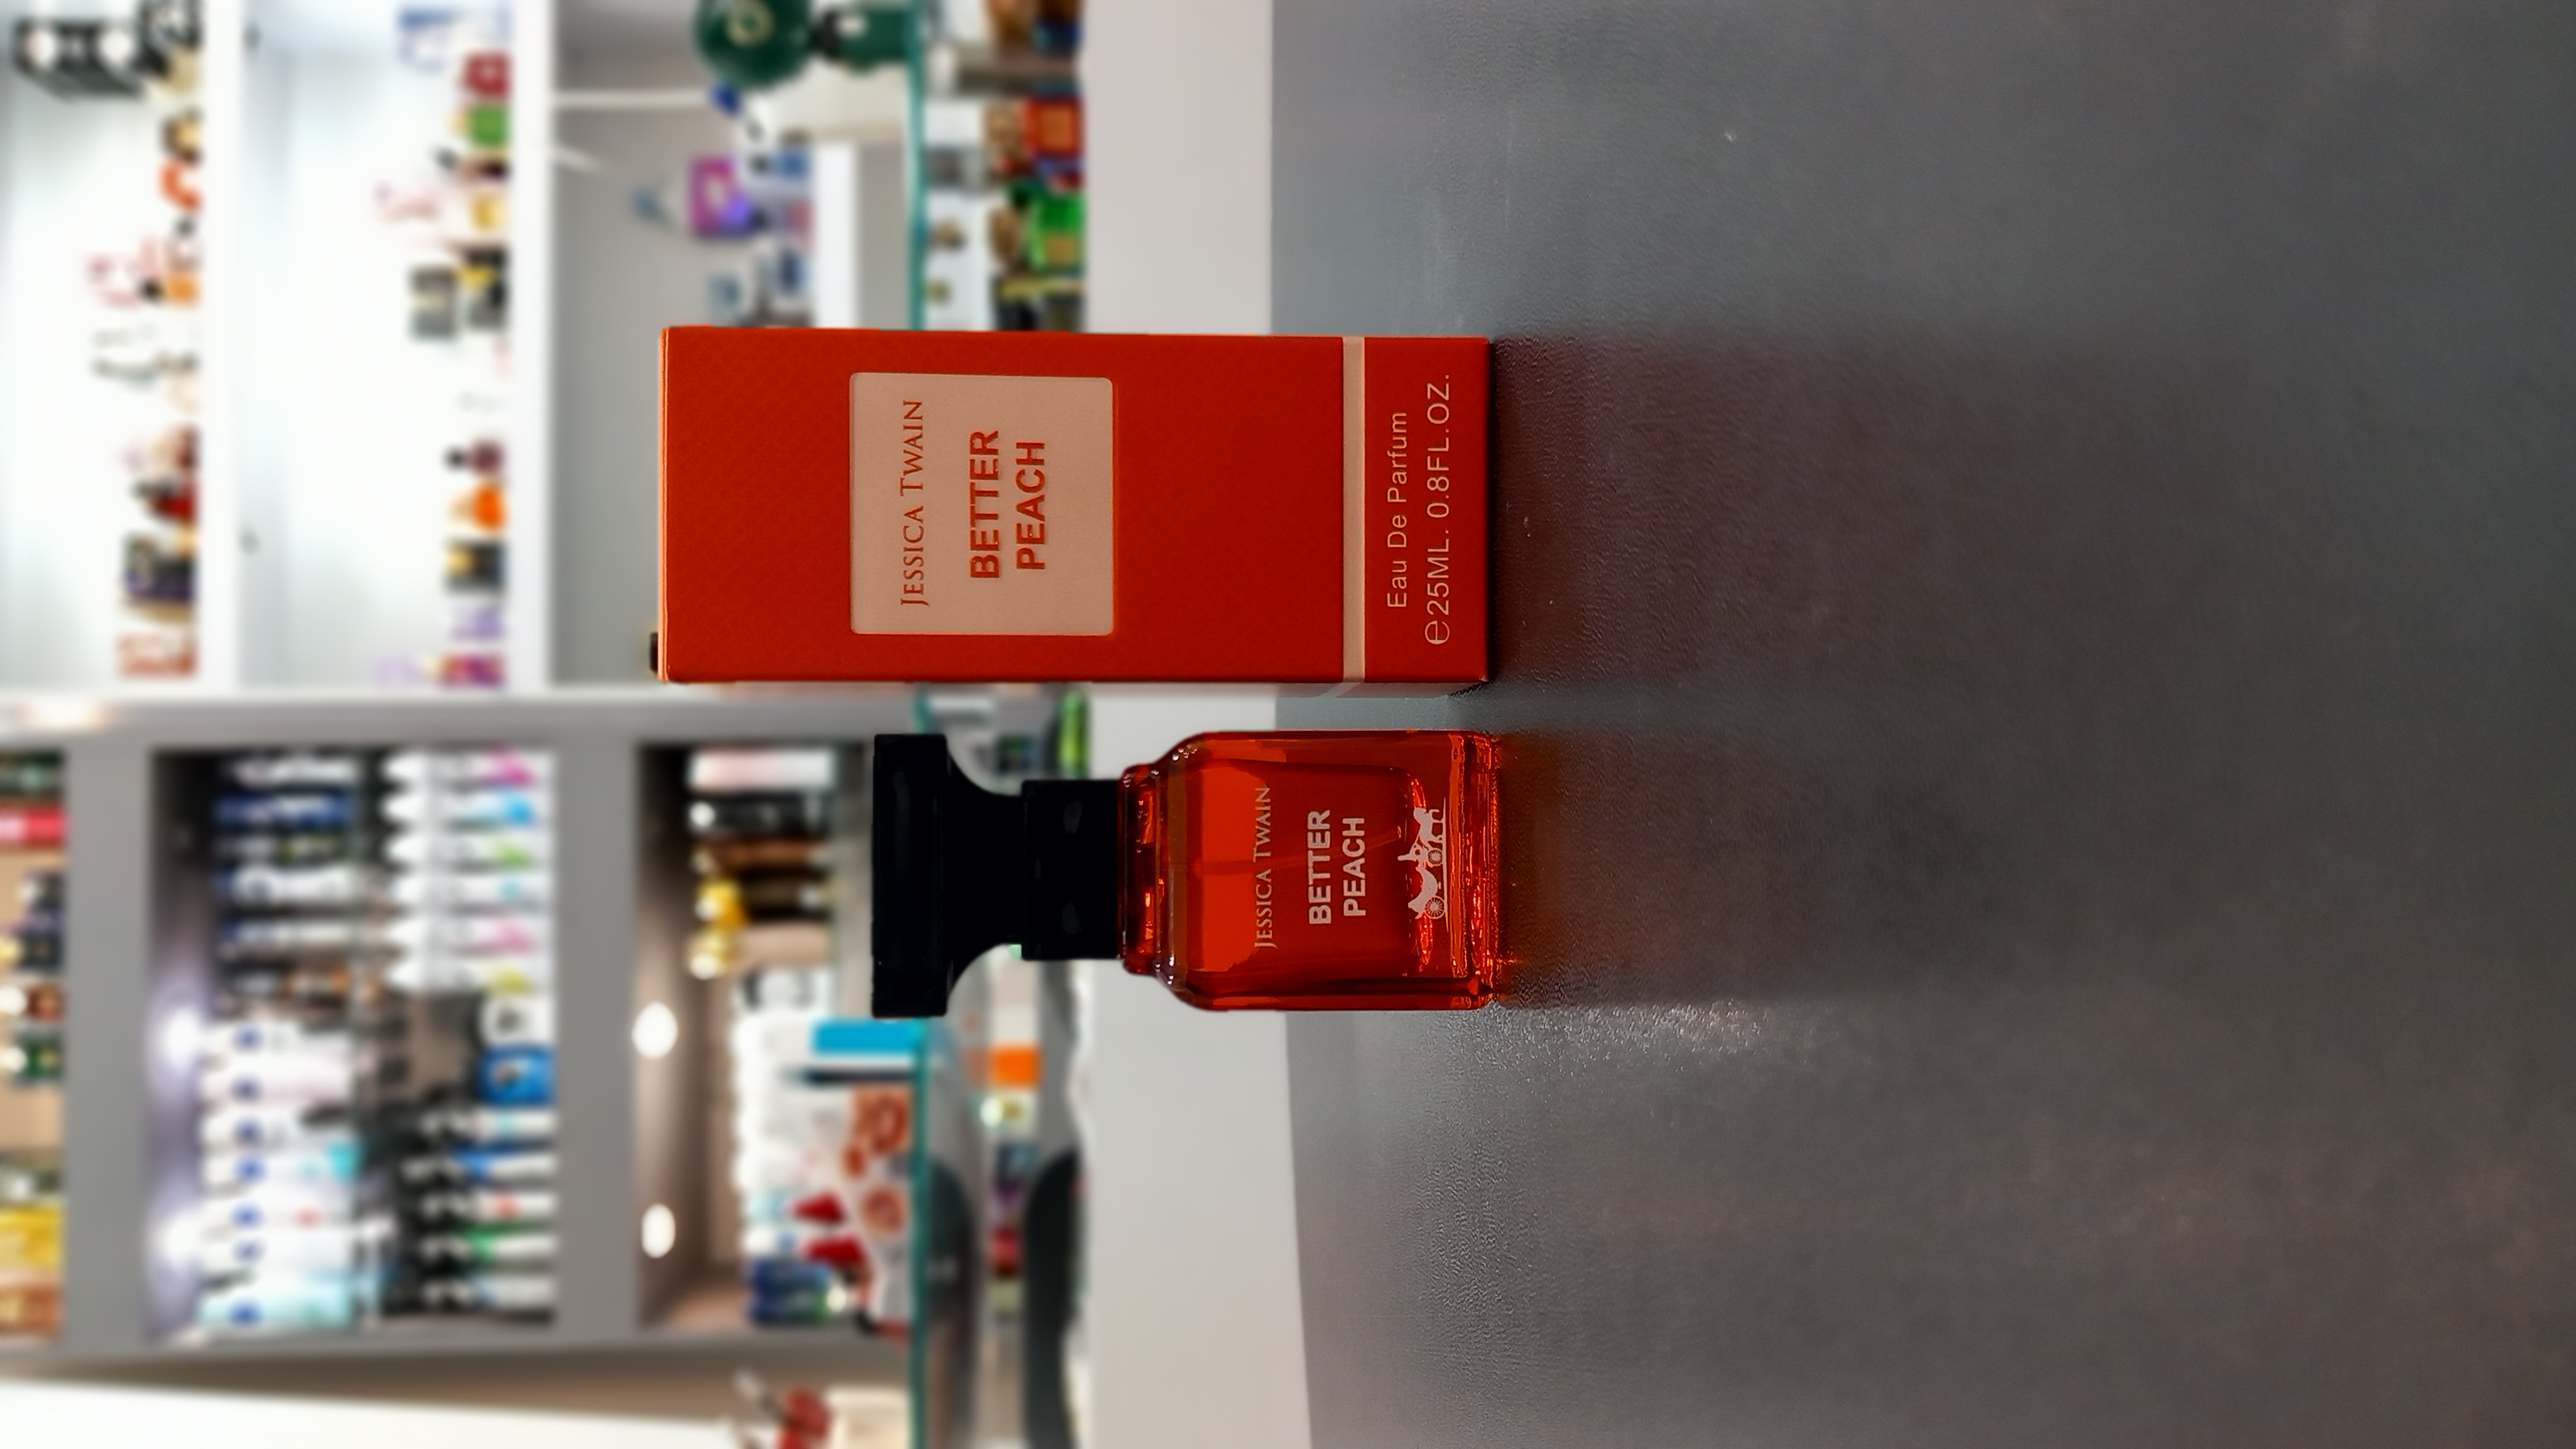 JESSICA TWAIN
BETTER
PEACH
JESSICA TWAIN
BETTER
PEACH
Eau De Parfum
℮25ML. 0.8FL.OZ.